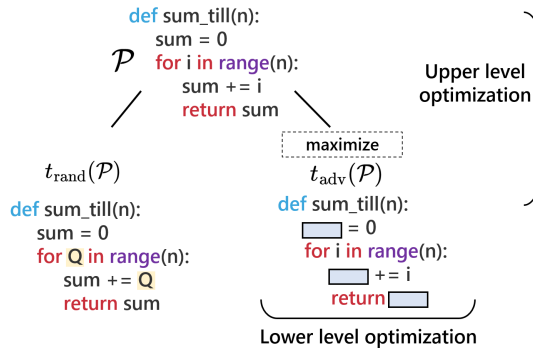 def sum_till(n):
sum = 0
for i in range(n):
sum += i
return sum
P
Upper level
optimization
maximize
t_rand(P)
def sum_till(n):
sum = 0
for Q in range(n):
sum += Q
return sum
t_adv(P)
def sum_till(n):
= 0
for i in range(n):
+= i
return
Lower level optimization